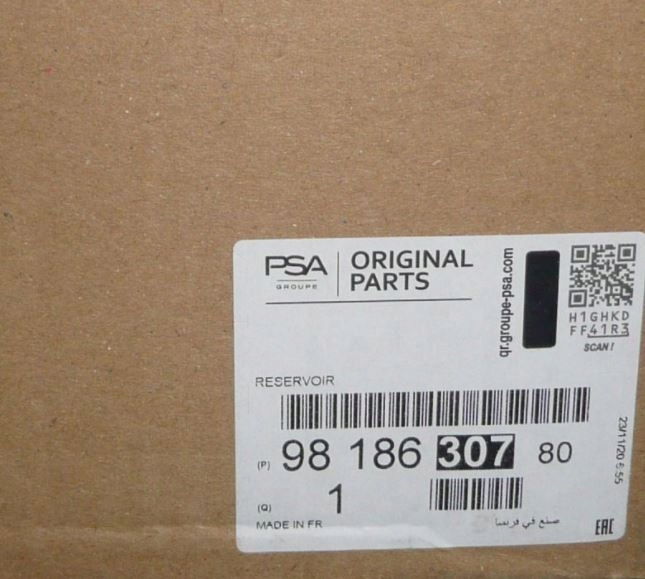 PSA
GROUPE
ORIGINAL
PARTS
qr.groupe-psa.com
H1GHKD
FF41R3
SCAN!
RESERVOIR
(P) 98 186 307 80
(Q) 1
23/11/20 6:55
MADE IN FR
صنع في فرنسا
EAC